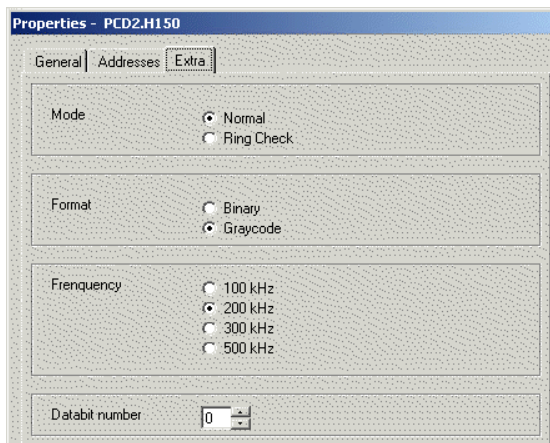 Properties - PCD2.H150
General Addresses Extra
Mode
Normal
Ring Check
Format
Binary
Graycode
Frenquency
100 kHz
200 kHz
300 kHz
500 kHz
Databit number 0